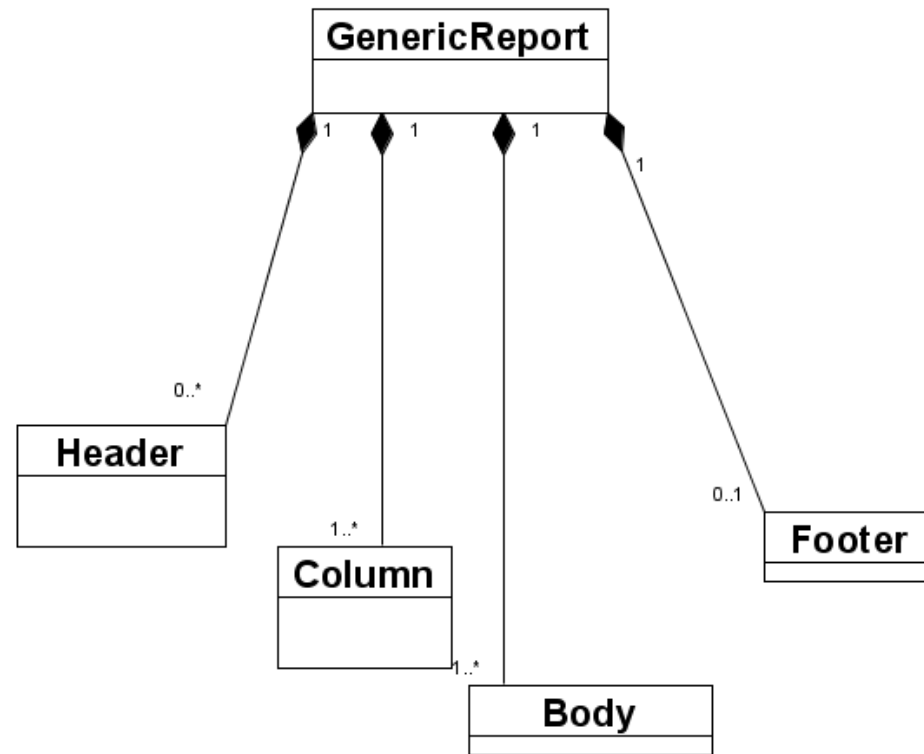 GenericReport
1
1
1
1
0..*
Header
0..1
1..*
Footer
Column
1..*
Body